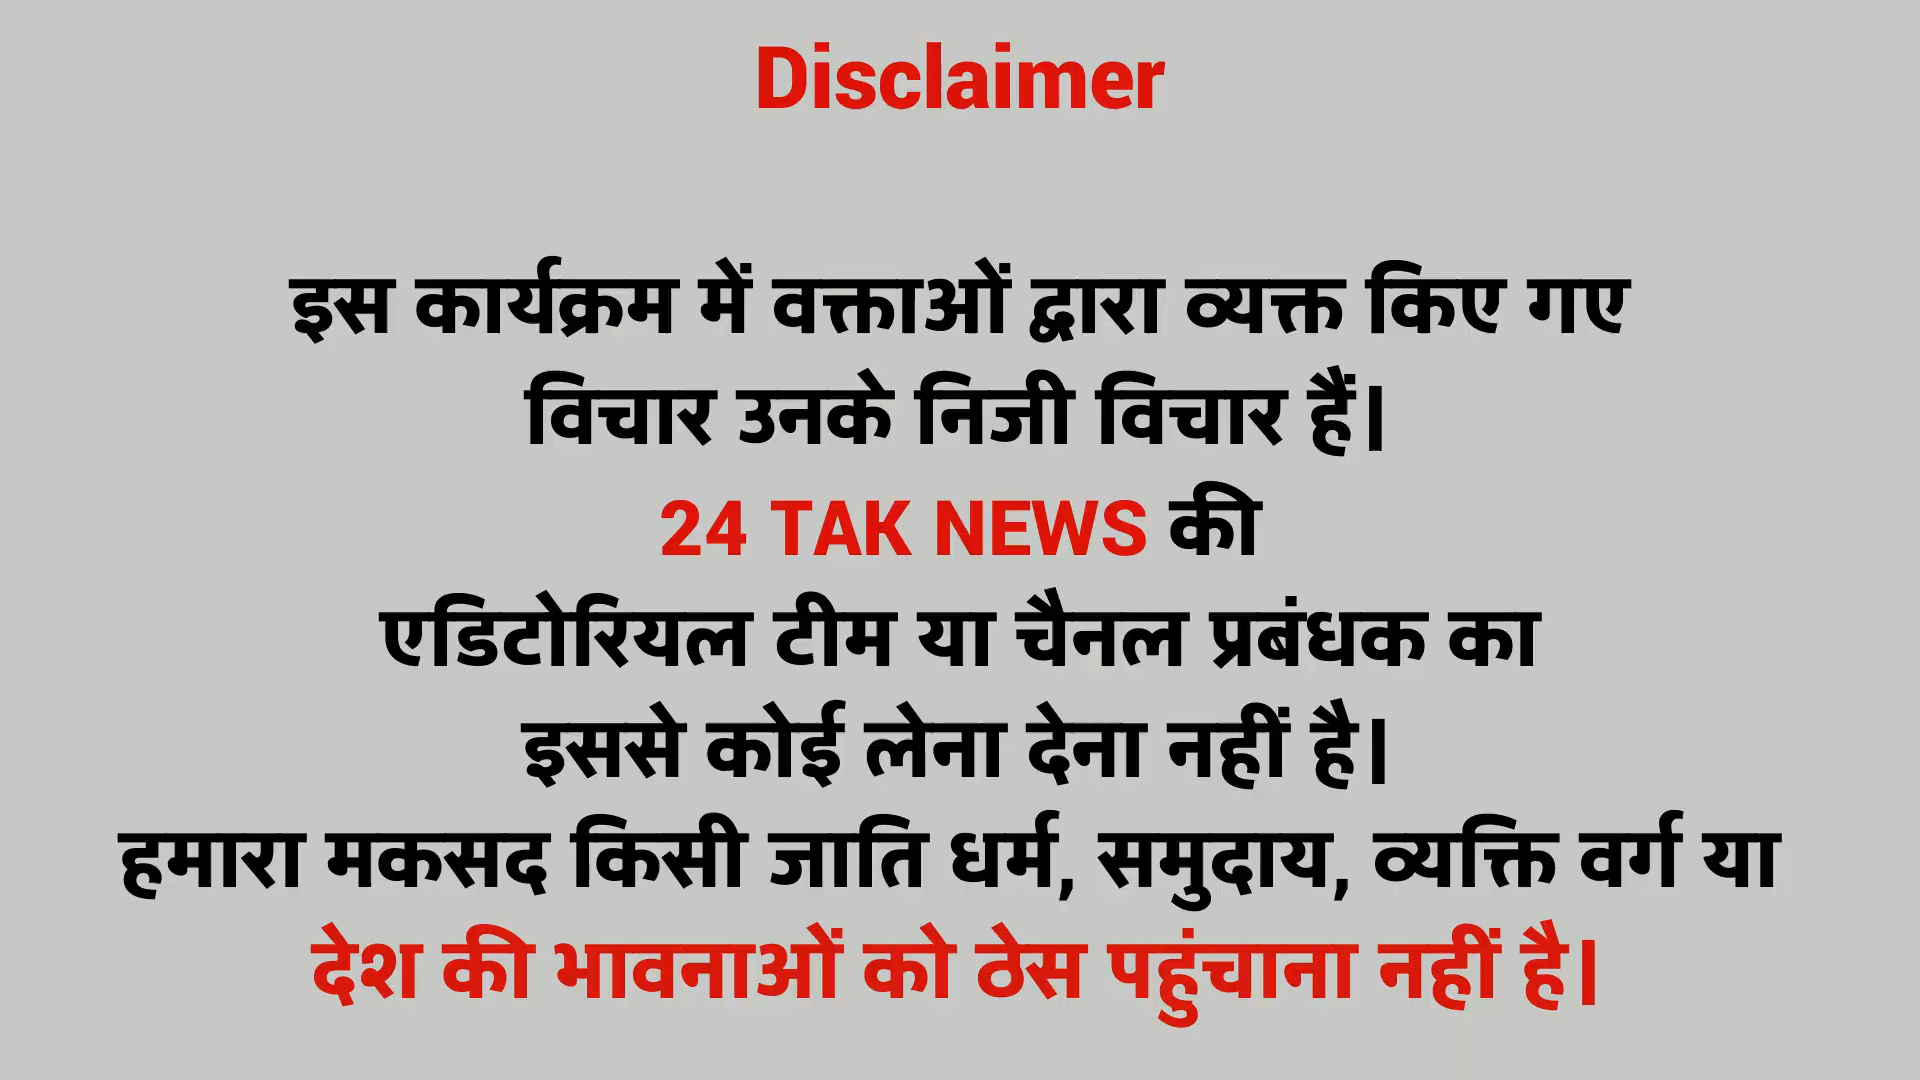 Disclaimer
इस कार्यक्रम में वक्ताओं द्वारा व्यक्त किए गए
विचार उनके निजी विचार हैं।
24 TAK NEWS की
एडिटोरियल टीम या चैनल प्रबंधक का
इससे कोई लेना देना नहीं है।
हमारा मकसद किसी जाति धर्म, समुदाय, व्यक्ति वर्ग या
देश की भावनाओं को ठेस पहुंचाना नहीं है।